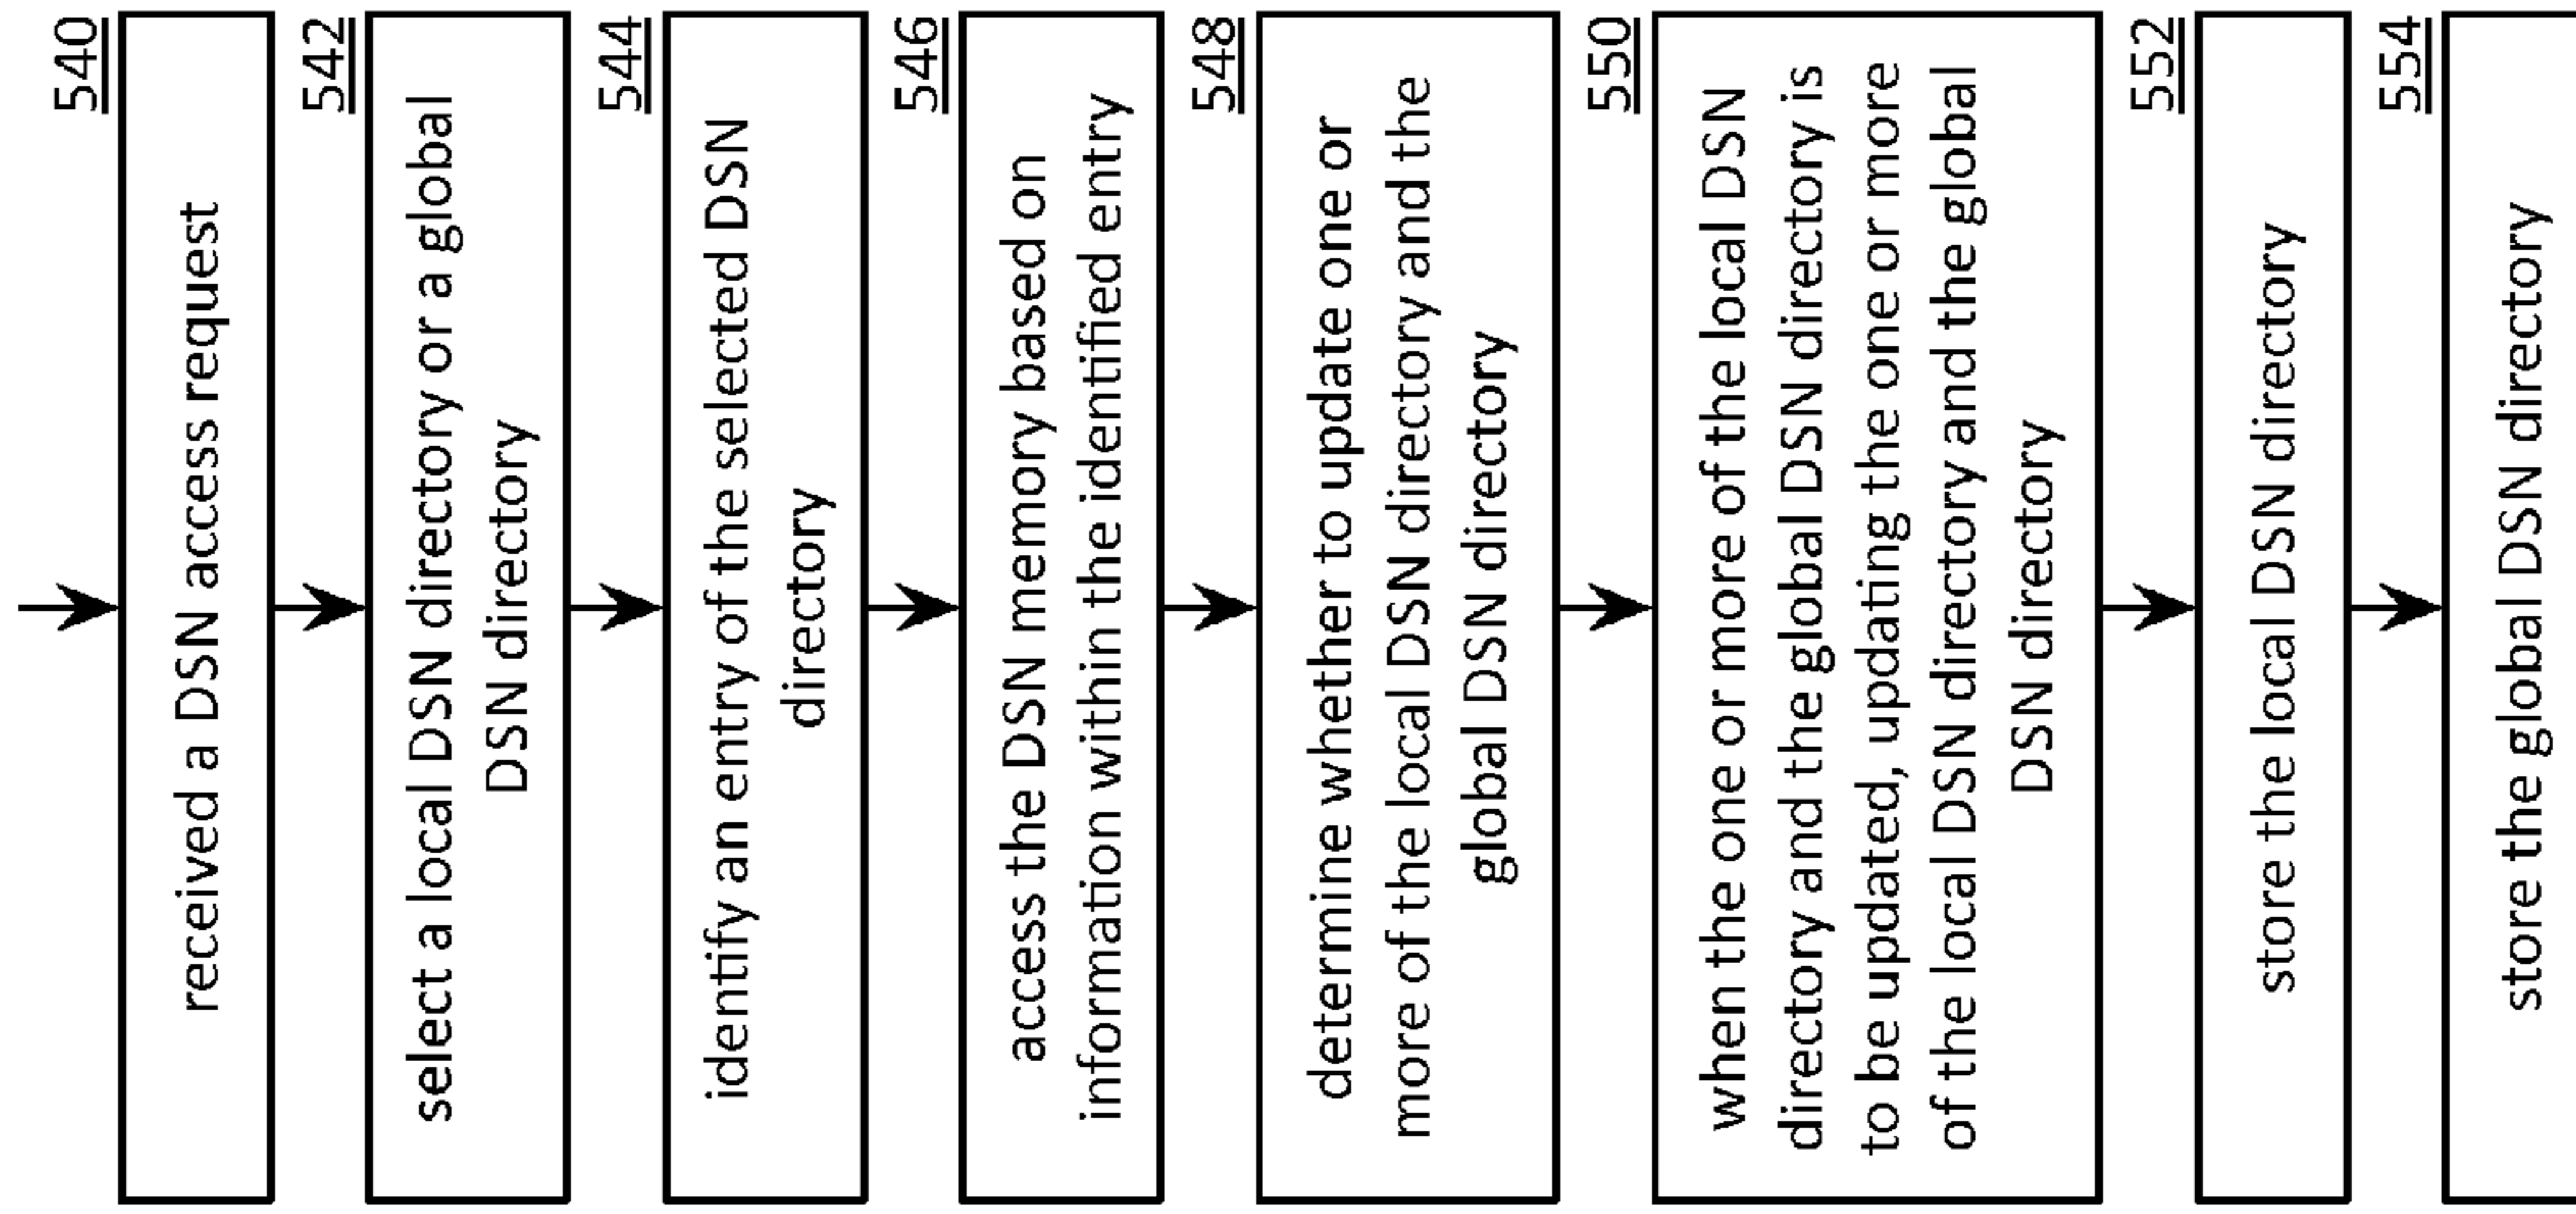 540
received a DSN access request
542
select a local DSN directory or a global
DSN directory
544
identify an entry of the selected DSN
directory
546
access the DSN memory based on
information within the identified entry
548
determine whether to update one or
more of the local DSN directory and the
global DSN directory
550
when the one or more of the local DSN
directory and the global DSN directory is
to be updated, updating the one or more
of the local DSN directory and the global
DSN directory
552
store the local DSN directory
554
store the global DSN directory